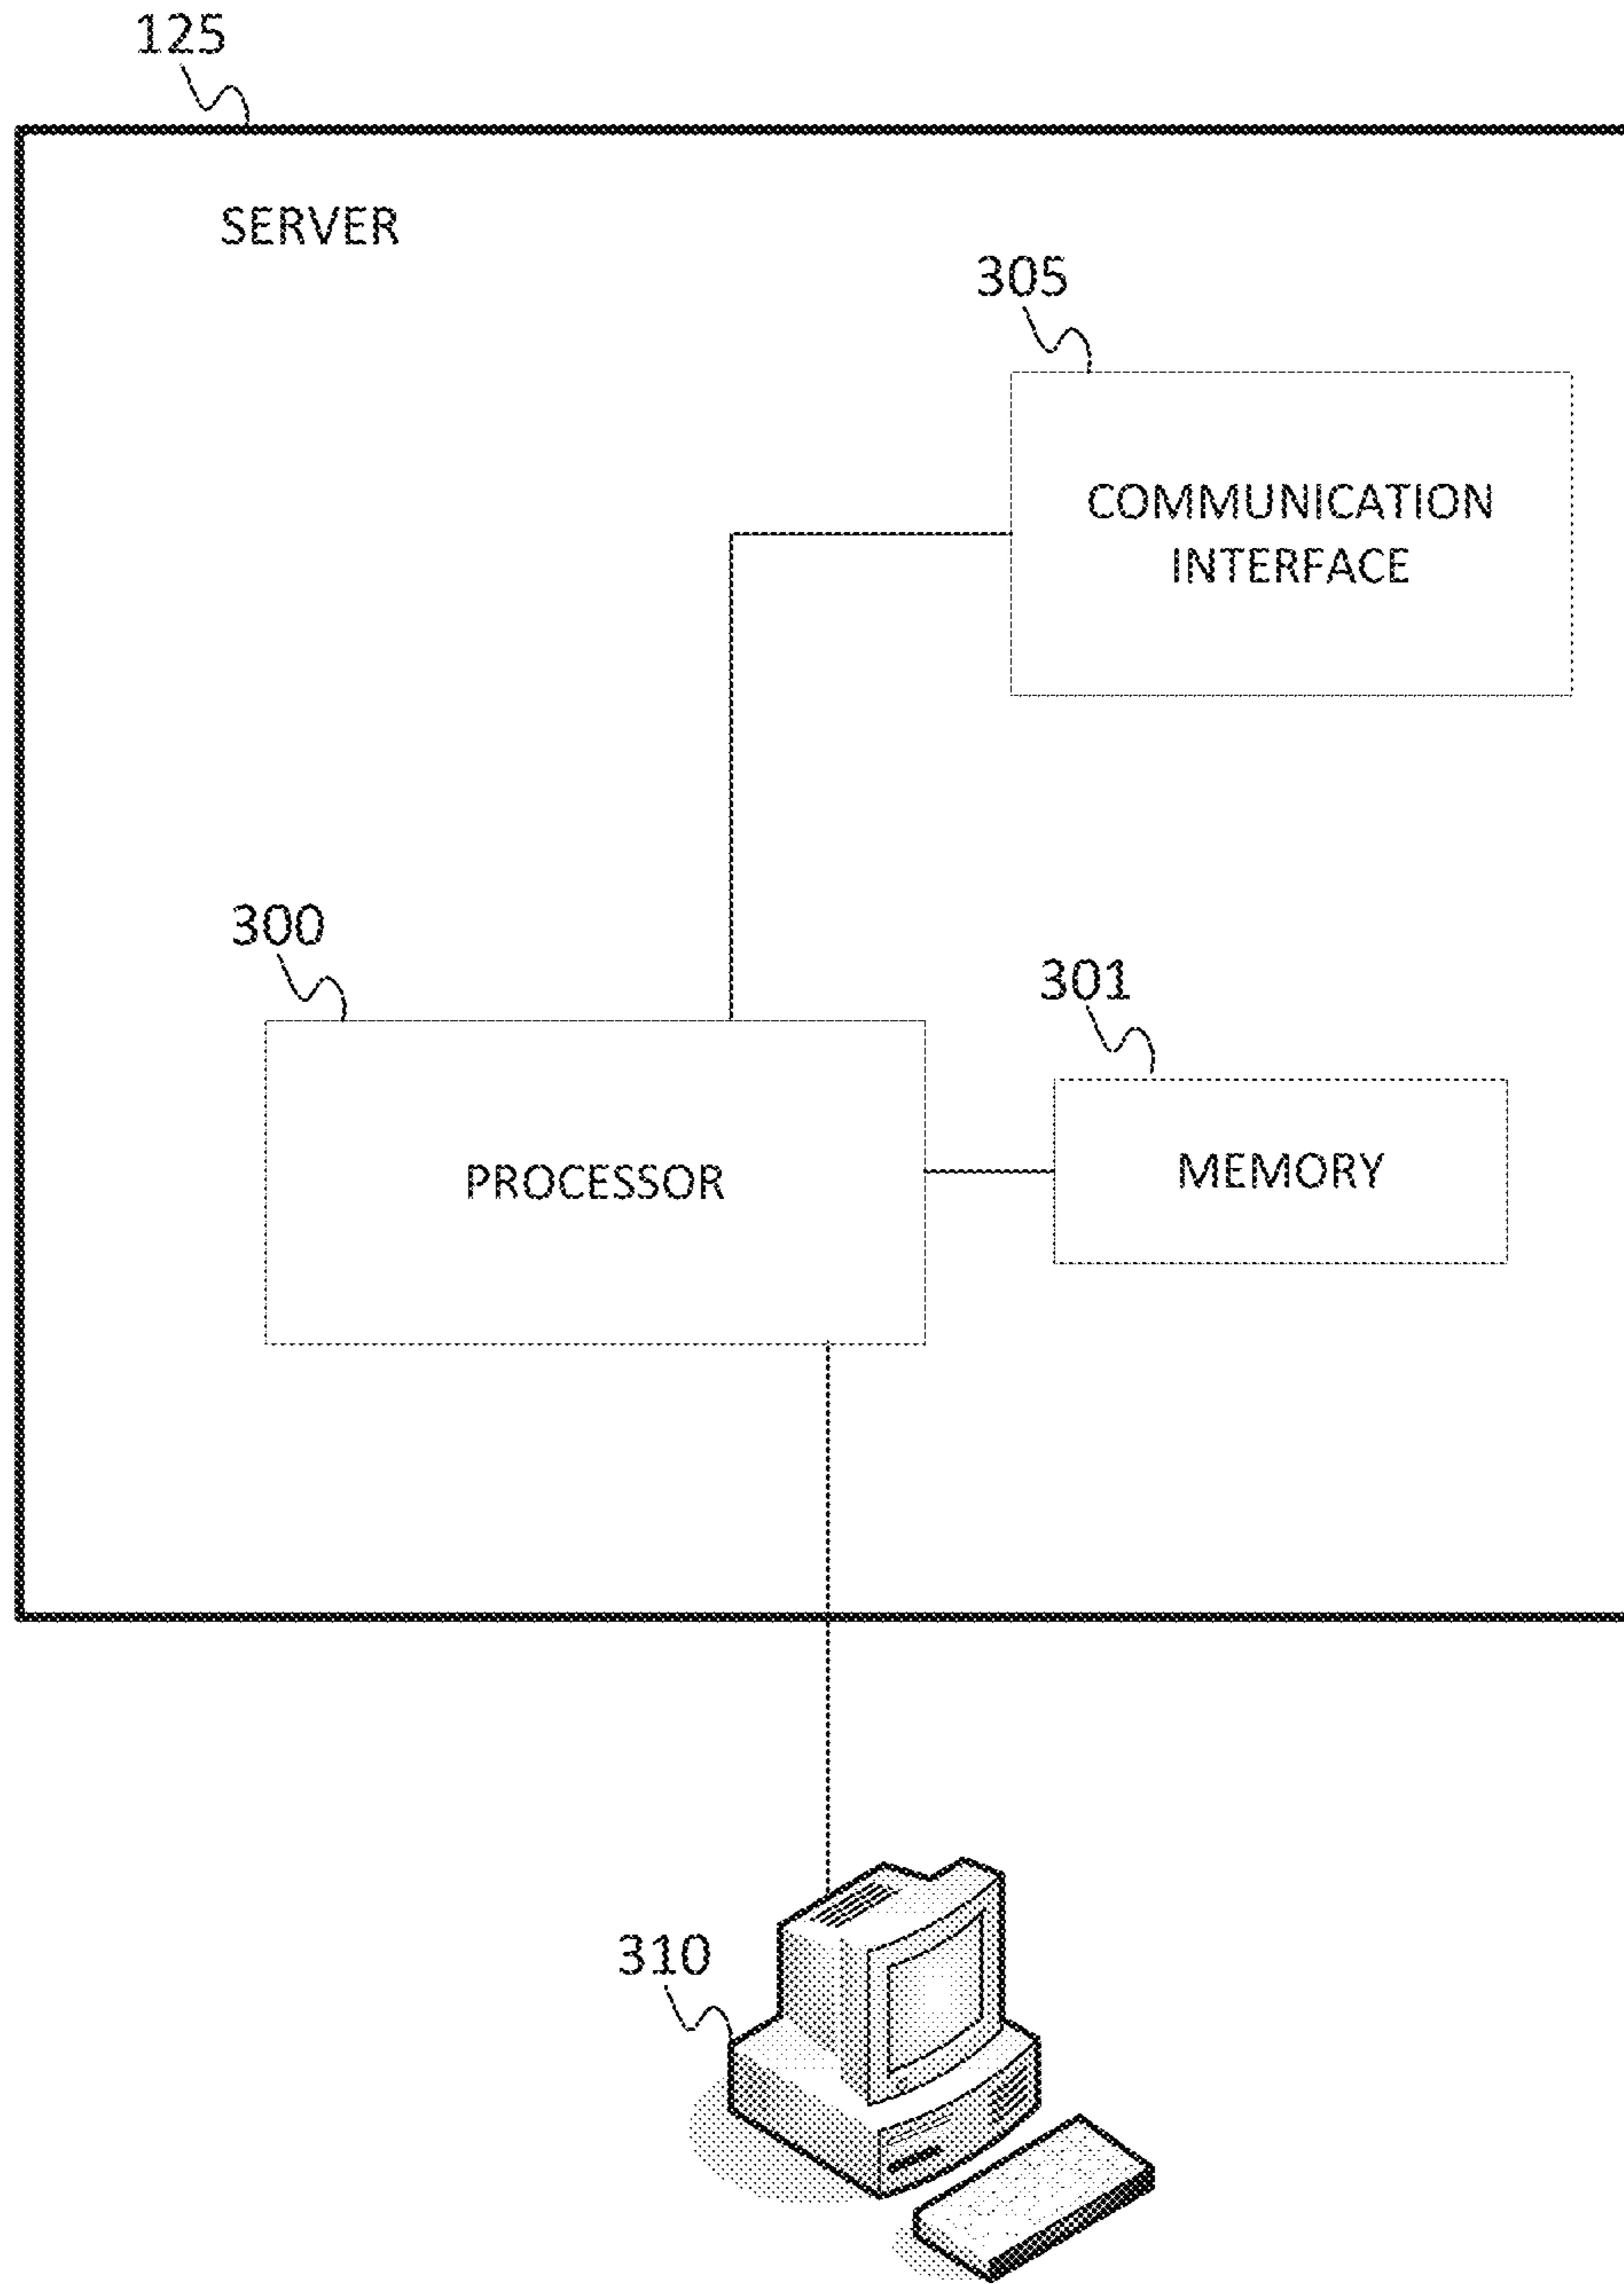 125
SERVER
305
COMMUNICATION
INTERFACE
300
301
PROCESSOR
MEMORY
310